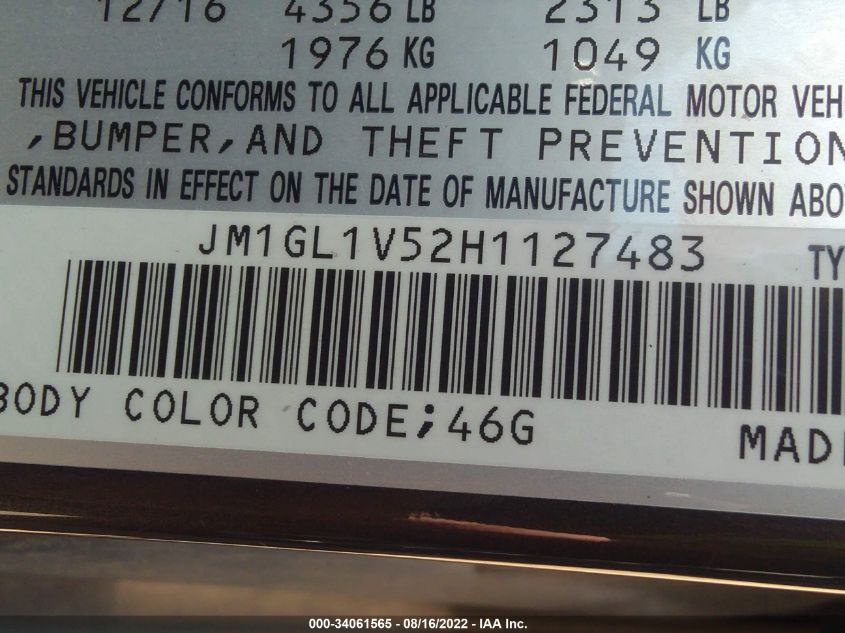 12/16 4356 LB 2313 LB
1976 KG 1049 KG
THIS VEHICLE CONFORMS TO ALL APPLICABLE FEDERAL MOTOR VEH
,BUMPER,AND THEFT PREVENTION
STANDARDS IN EFFECT ON THE DATE OF MANUFACTURE SHOWN ABO
JM1GL1V52H1127483 TY
BODY COLOR CODE;46G MAD
000-34061565 - 08/16/2022 - IAA Inc.